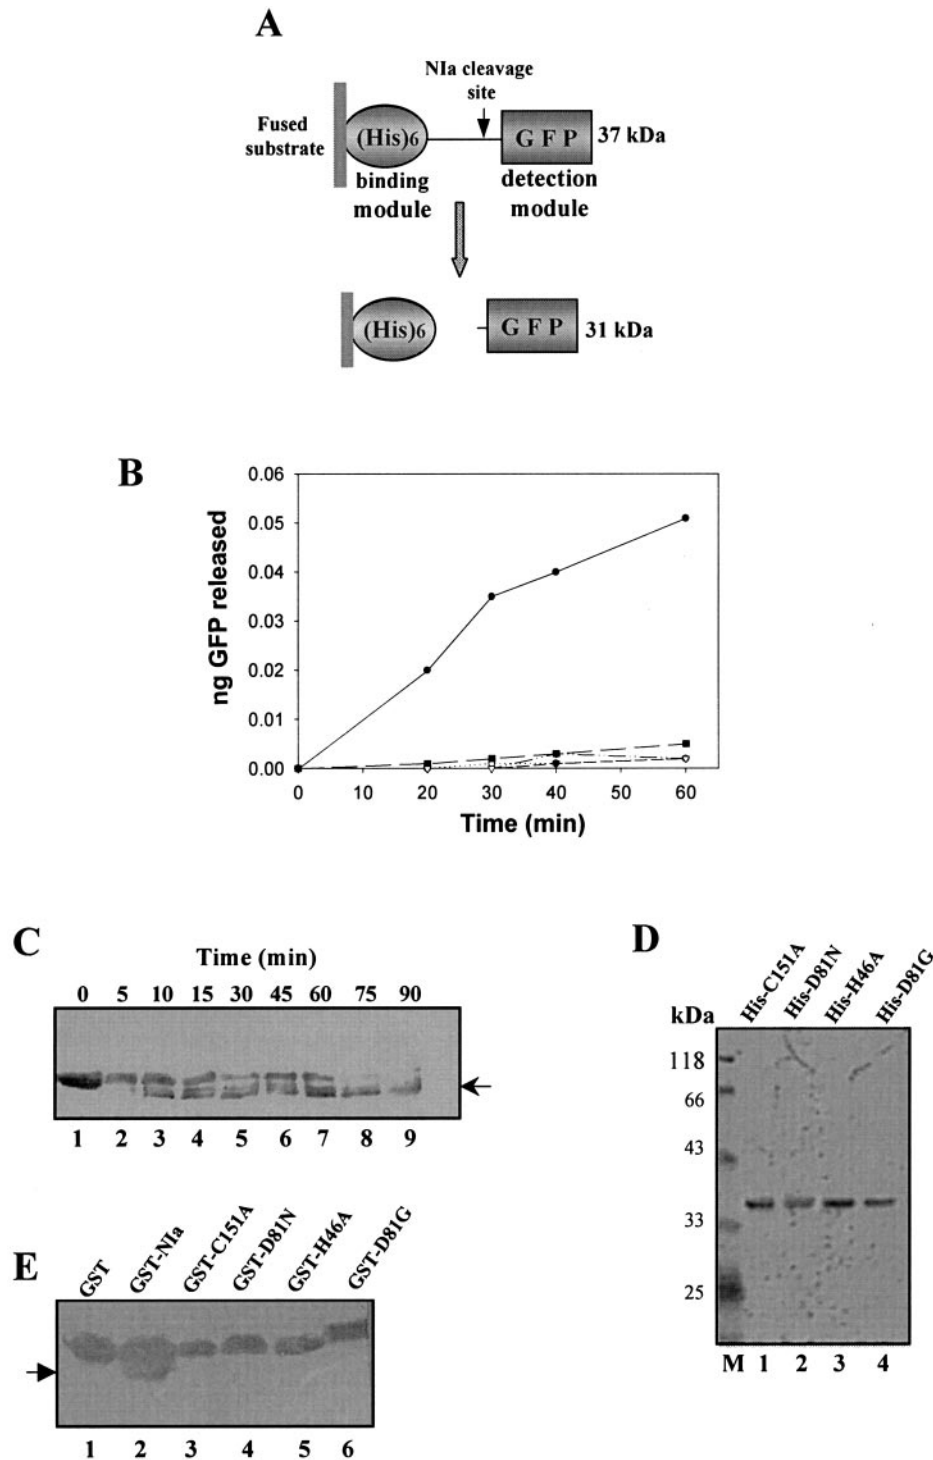 A
NIa cleavage
site
Fused
substrate
(His)6
G F P
37 kDa
binding
module
detection
module
(His)6
G F P
31 kDa
B
ng GFP released
0.06
0.05
0.04
0.03
0.02
0.01
0.00
0 20 30 40 60
Time (min)
C
Time (min)
0 5 10 15 30 45 60 75 90
1 2 3 4 5 6 7 8 9
D
His-C151A
His-D81N
His-H46A
His-D81G
kDa
118
66
43
33
25
M 1 2 3 4
E
GST
GST-NIa
GST-C151A
GST-D81N
GST-H46A
GST-D81G
1 2 3 4 5 6